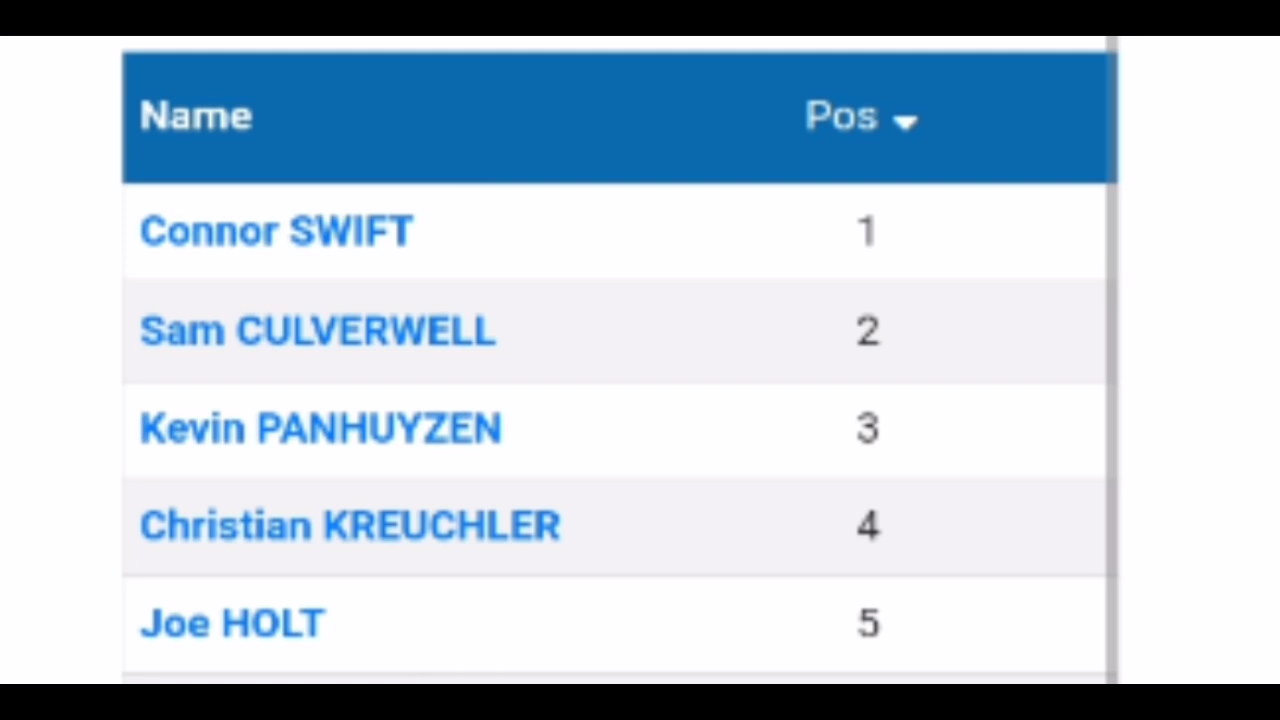 Name Pos
Connor SWIFT 1
Sam CULVERWELL 2
Kevin PANHUYZEN 3
Christian KREUCHLER 4
Joe HOLT 5